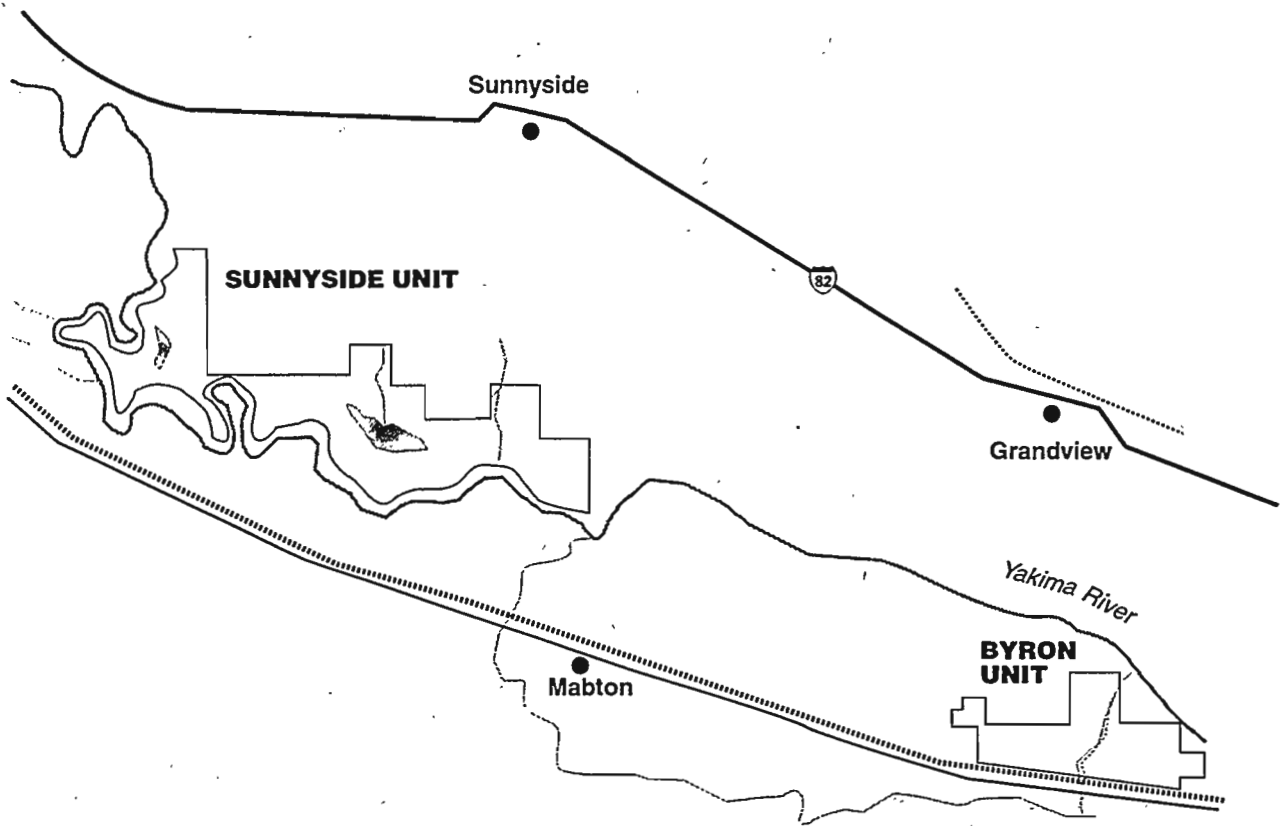 Sunnyside
SUNNYSIDE UNIT
82
Grandview
Yakima River
BYRON
UNIT
Mabton